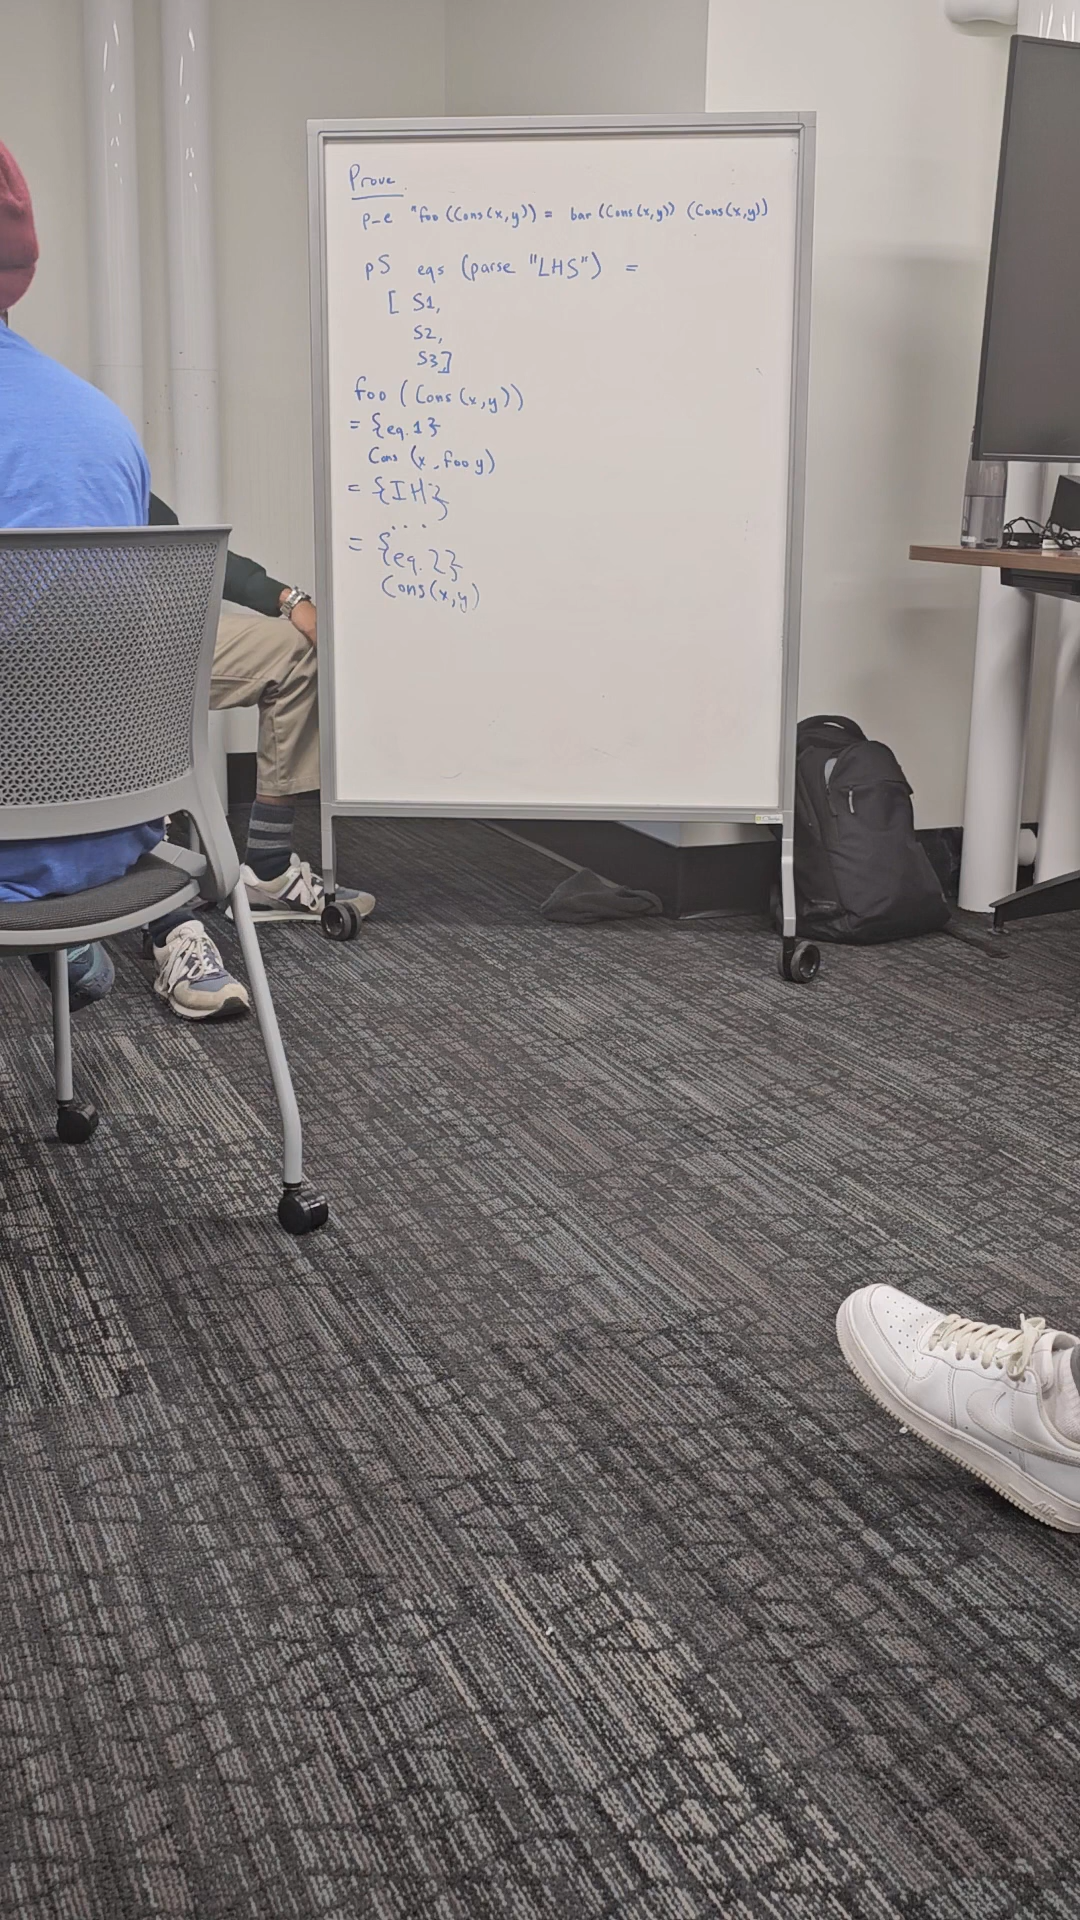 Prove
p-e "foo (Cons(x,y)) = bar (Cons(x,y)) (Cons(x,y))
pS eqs (parse "LHS") =
[ S1,
S2,
S3]
foo (Cons(x,y))
= {eq.1}
Cons (x, foo y)
= {IH}
...
= {eq.2}
Cons(x,y)
AIR